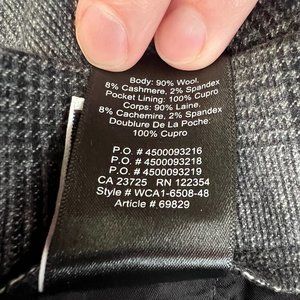 Body: 90% Wool,
8% Cashmere, 2% Spandex
Pocket Lining: 100% Cupro
Corps: 90% Laine,
8% Cachemire, 2% Spandex
Doublure De La Poche:
100% Cupro
P.O. # 4500093216
P.O. # 4500093218
P.O. # 4500093219
CA 23725 RN 122354
Style # WCA1-6508-48
Article # 69829